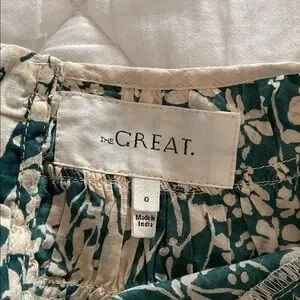 THE GREAT.
0
Made In
India